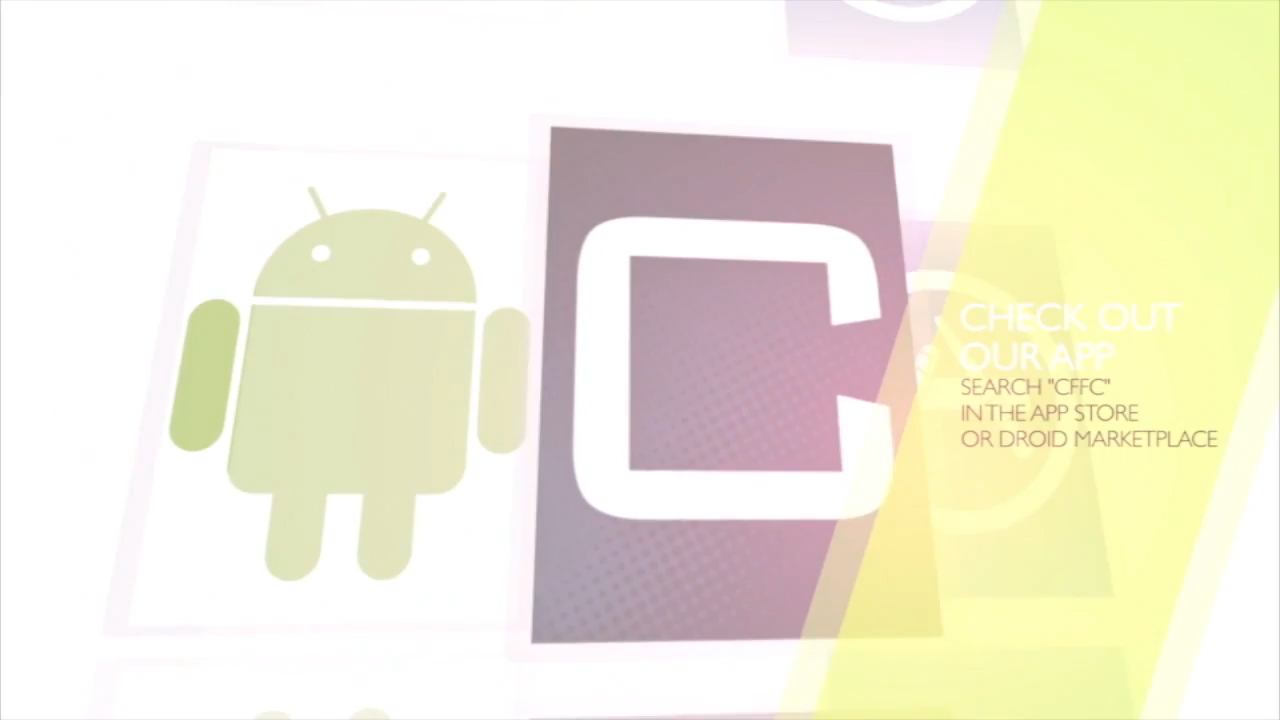 C
CHECK OUT
OUR APP
SEARCH "CFFC"
IN THE APP STORE
OR DROID MARKETPLACE